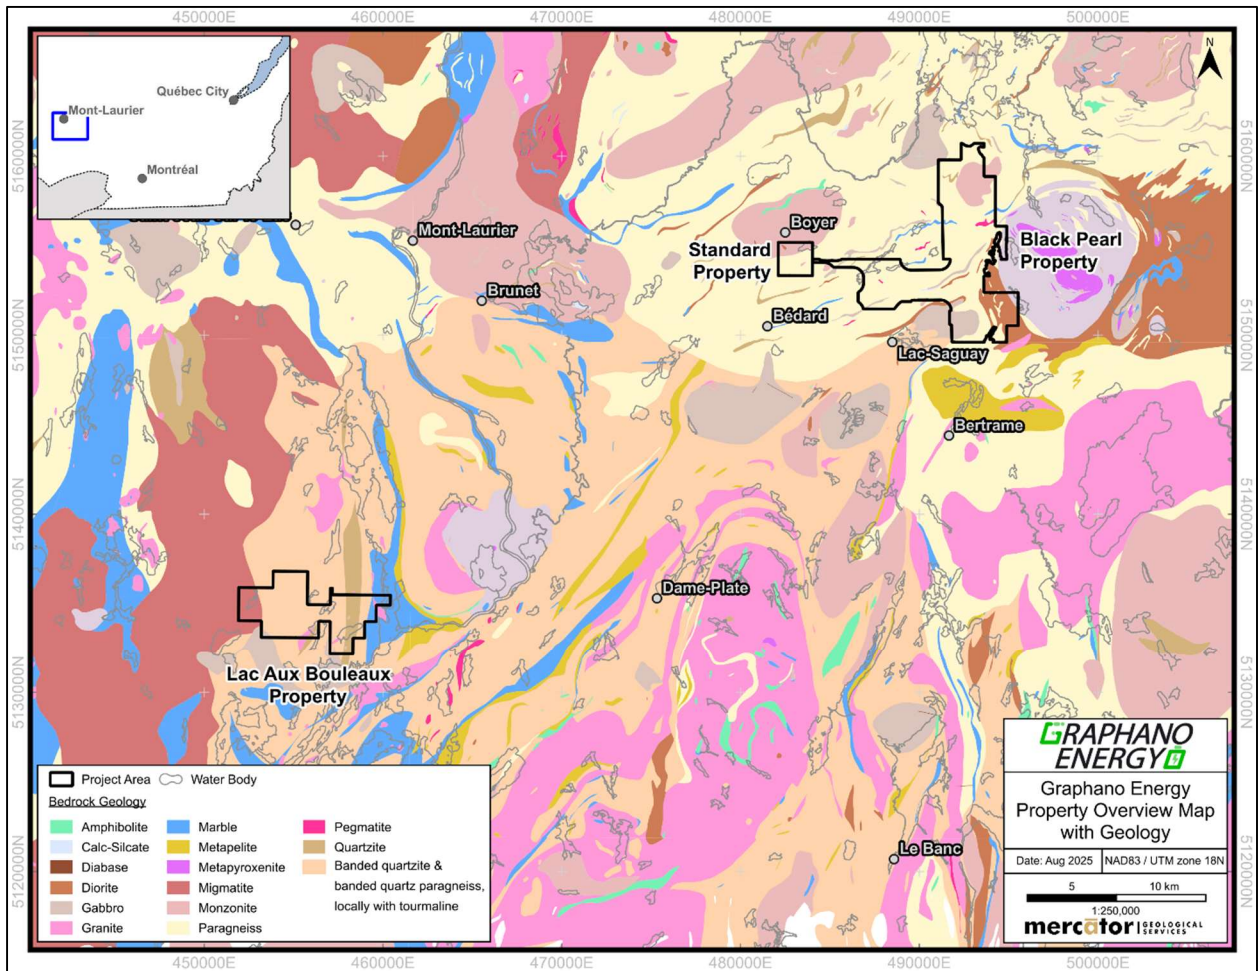 450000E 460000E 470000E 480000E 490000E 500000E
N
Québec City
Mont-Laurier
Montréal
5160000N
5160000N
Boyer
Mont-Laurier
Standard
Property
Black Pearl
Property
Brunet
Bédard
5150000N
5150000N
Lac-Saguay
Bertrame
5140000N
5140000N
Dame-Plate
Lac Aux Bouleaux
Property
5130000N
5130000N
Le Banc
5120000N
5120000N
Project Area Water Body
Bedrock Geology
Amphibolite
Calc-Silcate
Diabase
Diorite
Gabbro
Granite
Marble
Metapelite
Metapyroxenite
Migmatite
Monzonite
Paragneiss
Pegmatite
Quartzite
Banded quartzite &
banded quartz paragneiss,
locally with tourmaline
GRAPHANO
ENERGY
Graphano Energy
Property Overview Map
with Geology
Date: Aug 2025 NAD83 / UTM zone 18N
5 10 km
1:250,000
mercator GEOLOGICAL
SERVICES
450000E 460000E 470000E 480000E 490000E 500000E